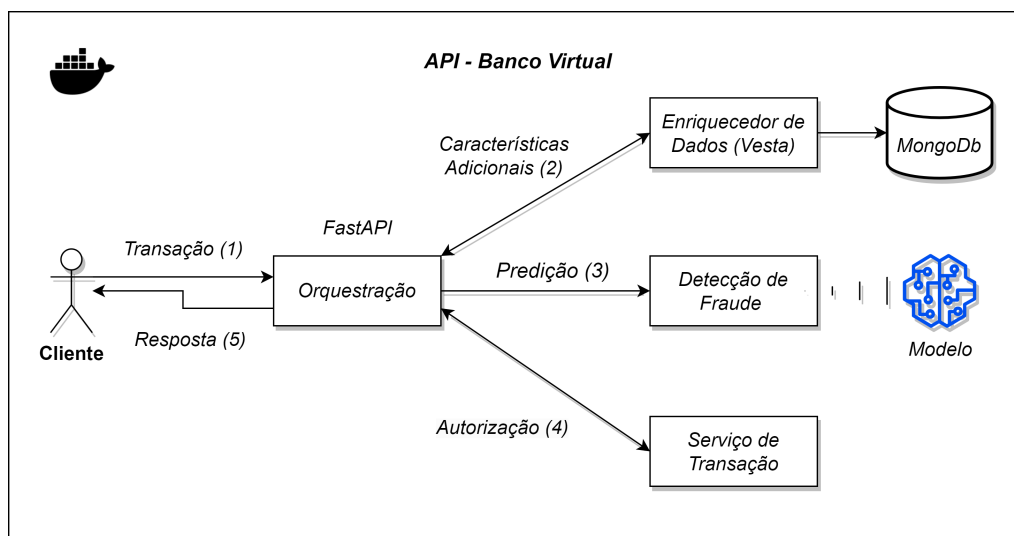 API - Banco Virtual
Enriquecedor de
Dados (Vesta)
MongoDb
Características
Adicionais (2)
FastAPI
Transação (1)
Orquestração
Predição (3)
Detecção de
Fraude
Resposta (5)
Cliente
Modelo
Autorização (4)
Serviço de
Transação